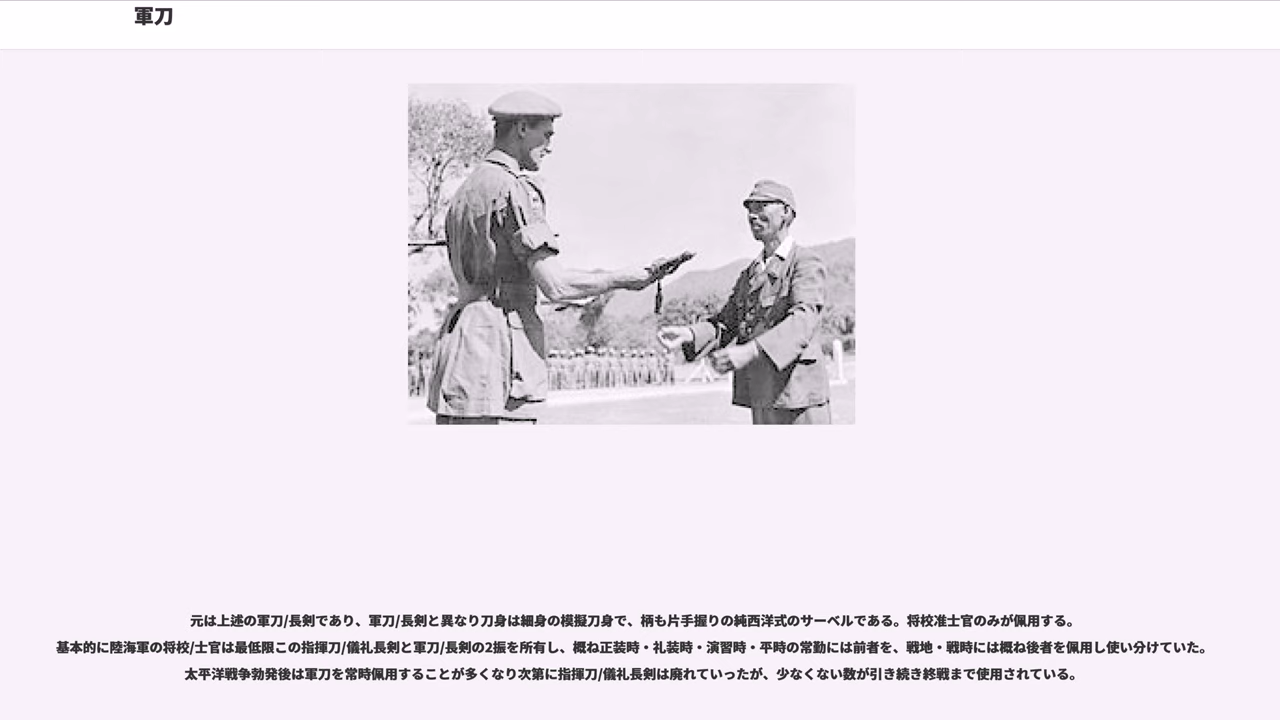 軍刀
元は上述の軍刀/長剣であり、軍刀/長剣と異なり刀身は細身の模擬刀身で、柄も片手握りの純西洋式のサーベルである。将校准士官のみが佩用する。
基本的に陸海軍の将校/士官は最低限この指揮刀/儀礼長剣と軍刀/長剣の2振を所有し、概ね正装時・礼装時・演習時・平時の常勤には前者を、戦地・戦時には概ね後者を佩用し使い分けていた。
太平洋戦争勃発後は軍刀を常時佩用することが多くなり次第に指揮刀/儀礼長剣は廃れていったが、少なくない数が引き続き終戦まで使用されている。